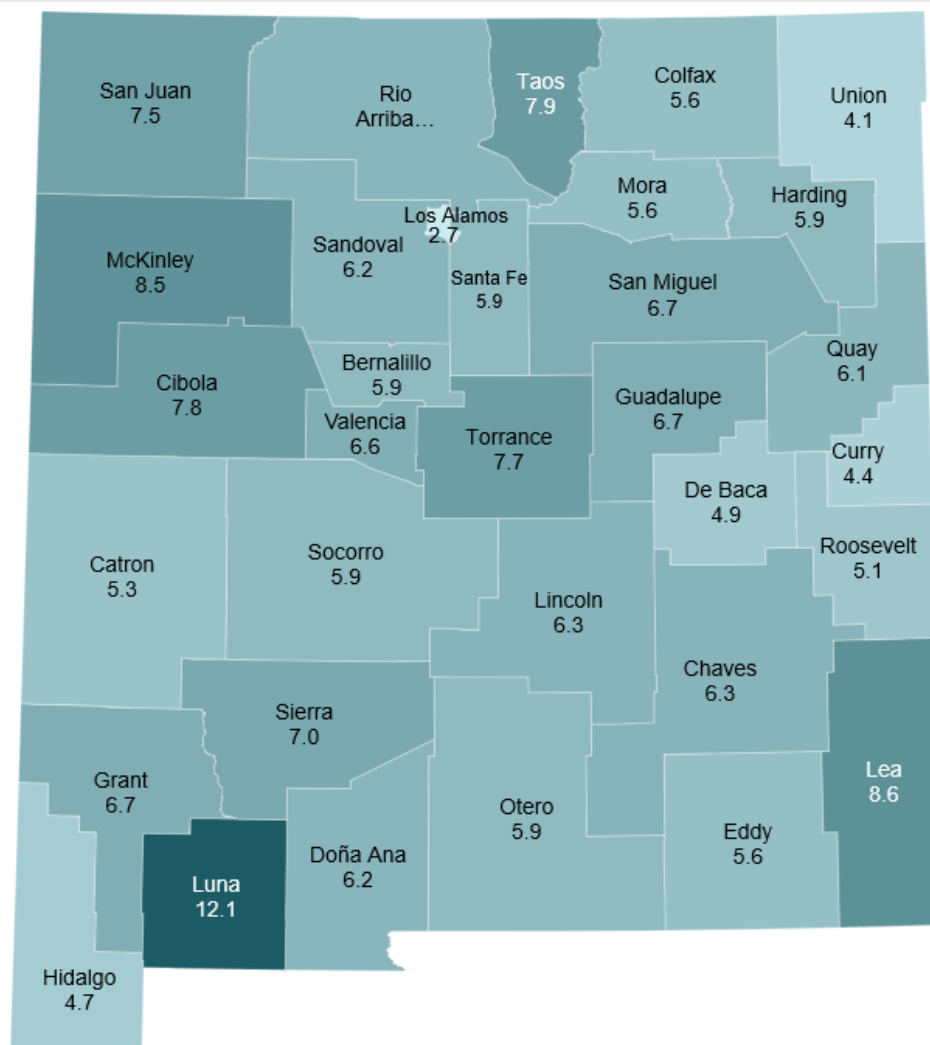 San Juan
7.5
Rio
Arriba…
Taos
7.9
Colfax
5.6
Union
4.1
Mora
5.6
Harding
5.9
Los Alamos
2.7
McKinley
8.5
Sandoval
6.2
Santa Fe
5.9
San Miguel
6.7
Quay
6.1
Bernalillo
5.9
Cibola
7.8
Guadalupe
6.7
Valencia
6.6
Torrance
7.7
Curry
4.4
De Baca
4.9
Roosevelt
5.1
Catron
5.3
Socorro
5.9
Lincoln
6.3
Chaves
6.3
Sierra
7.0
Grant
6.7
Lea
8.6
Otero
5.9
Eddy
5.6
Doña Ana
6.2
Luna
12.1
Hidalgo
4.7